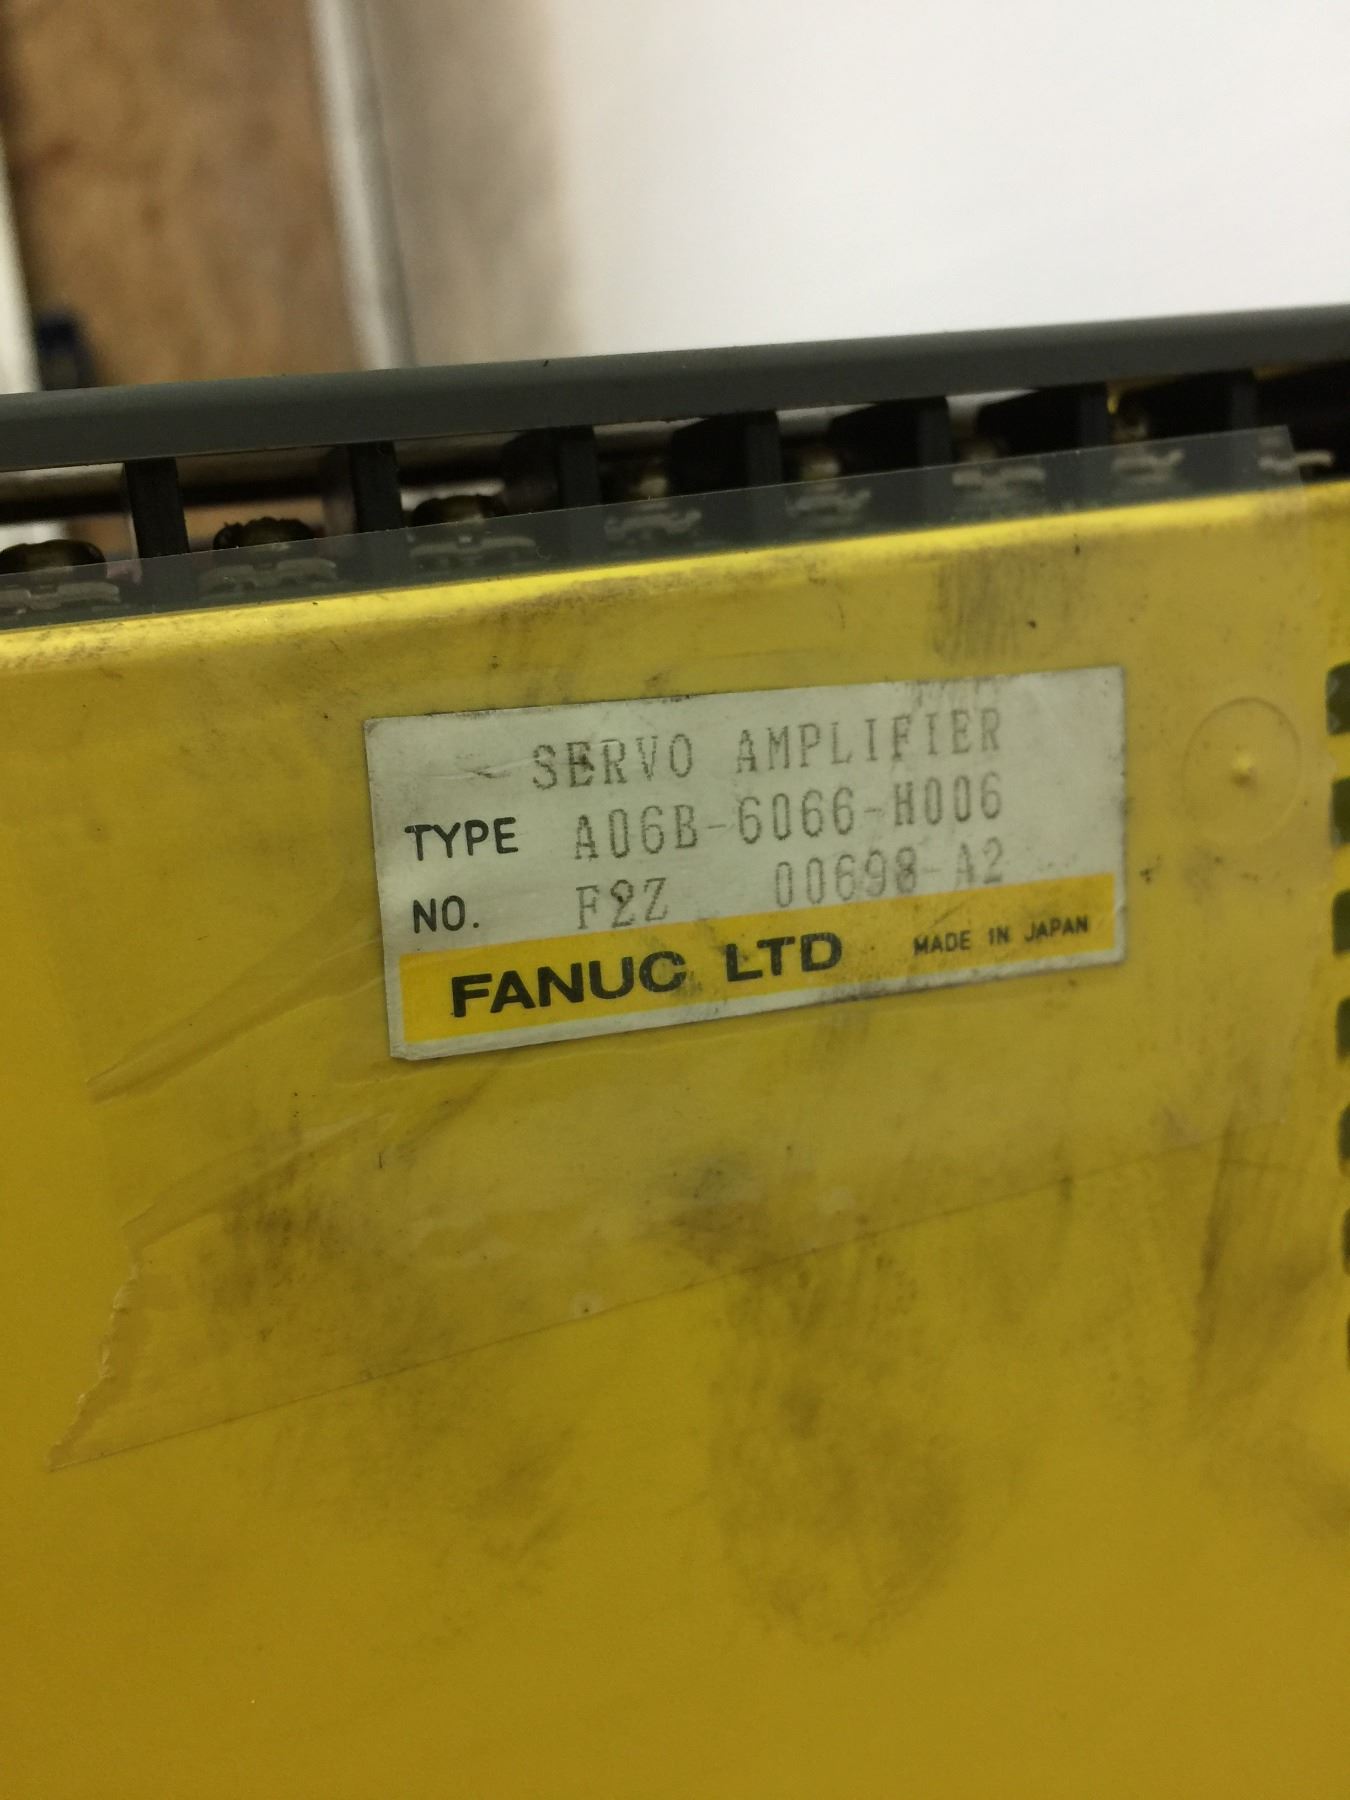 SERVO AMPLIFIER
TYPE A06B-6066-H006
NO. F2Z 00698-A2
FANUC LTD MADE IN JAPAN